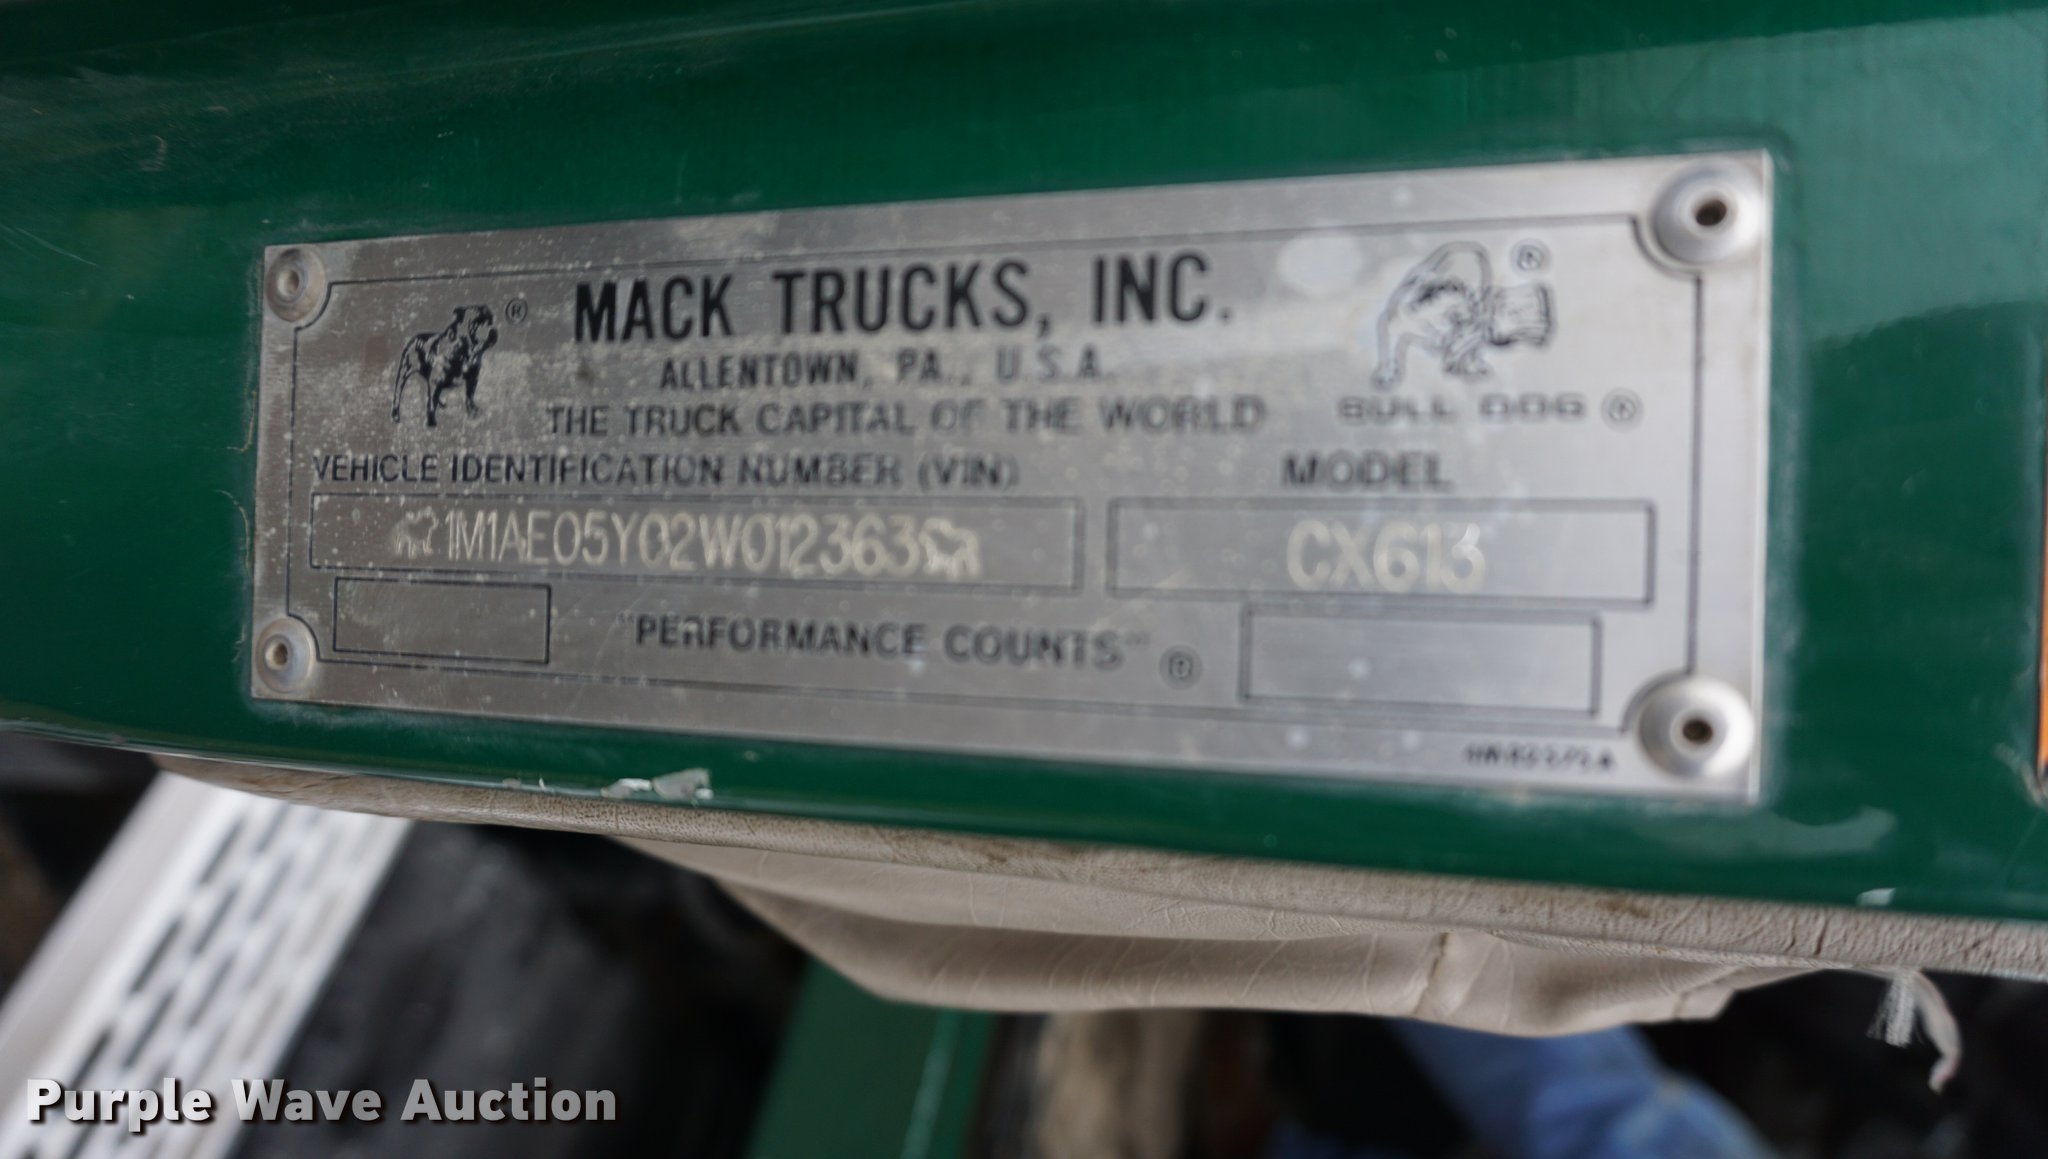 MACK TRUCKS, INC.
ALLENTOWN, PA., U.S.A.
THE TRUCK CAPITAL OF THE WORLD
BULL DOG ®
®
®
VEHICLE IDENTIFICATION NUMBER (VIN)
MODEL
1M1AE05Y02W012363
CX613
"PERFORMANCE COUNTS" ®
Purple Wave Auction